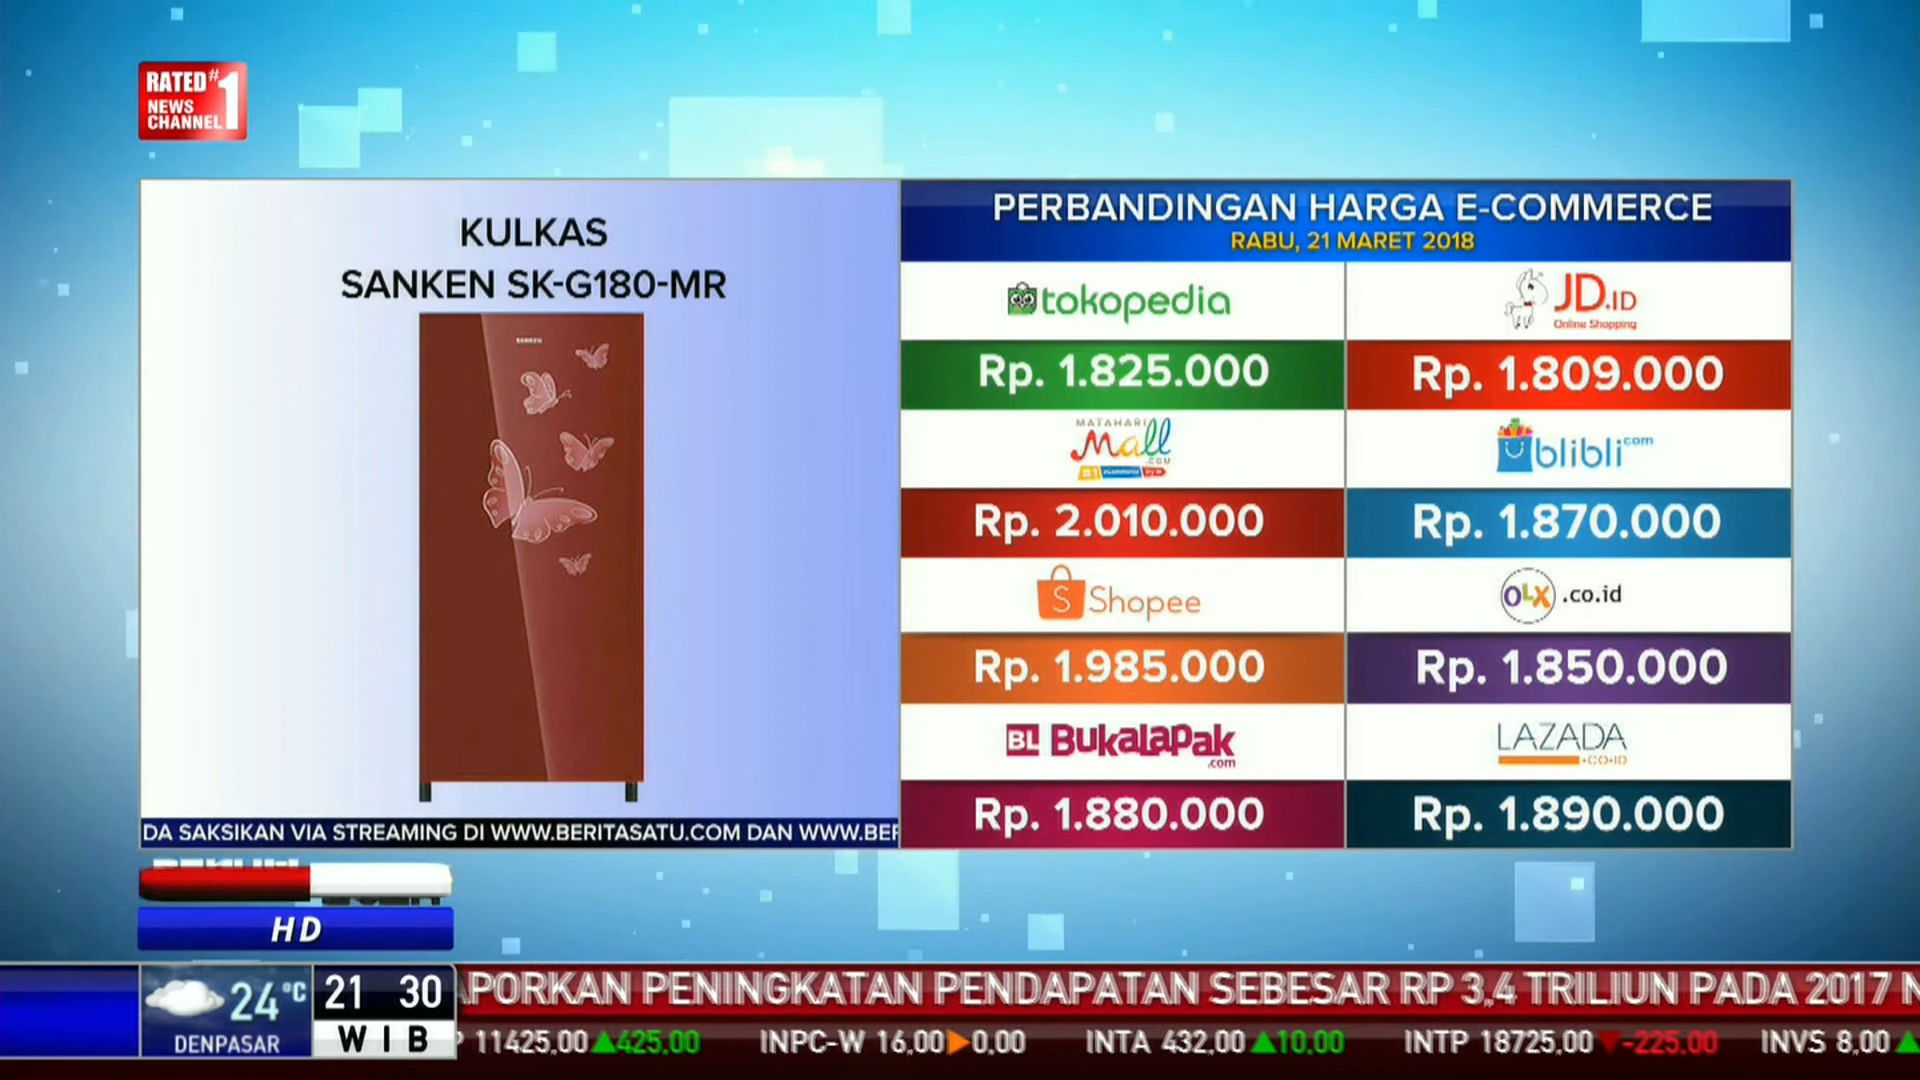 RATED #1
NEWS
CHANNEL
KULKAS
SANKEN SK-G180-MR
SANKEN
DA SAKSIKAN VIA STREAMING DI WWW.BERITASATU.COM DAN WWW.BER
PERBANDINGAN HARGA E-COMMERCE
RABU, 21 MARET 2018
tokopedia
JD.ID
Online Shopping
Rp. 1.825.000
Rp. 1.809.000
MATAHARI
Mall
.COM
#1
blibli.com
Rp. 2.010.000
Rp. 1.870.000
Shopee
OLX.co.id
Rp. 1.985.000
Rp. 1.850.000
BL BukaLaPak
.com
LAZADA
.CO.ID
Rp. 1.880.000
Rp. 1.890.000
HD
24°C
DENPASAR
21 30
WIB
APORKAN PENINGKATAN PENDAPATAN SEBESAR RP 3,4 TRILIUN PADA 2017 N
11425,00 ▲425.00 INPC-W 16,00 ▶0,00 INTA 432,00 ▲10.00 INTP 18725,00 ▼-225.00 INVS 8,00 ▲